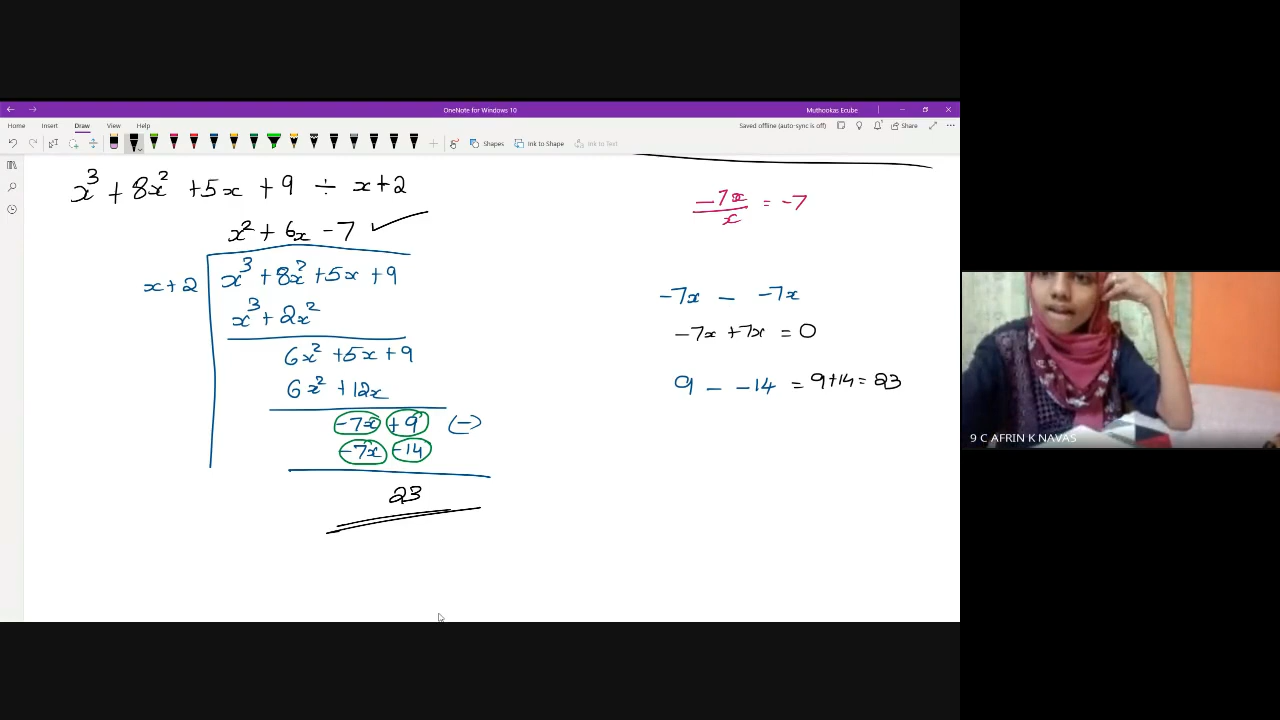 OneNote for Windows 10
Muthookas Ecube
Home Insert Draw View Help
Saved offline (auto-sync is off)
Share
Shapes
Ink to Shape
Ink to Text
x³ + 8x² + 5x + 9 ÷ x+2
x² + 6x - 7
x+2
x³ + 8x² + 5x + 9
x³ + 2x²
6x² + 5x + 9
6x² + 12x
-7x + 9 (-)
-7x -14
23
-7x/x = -7
-7x - -7x
-7x + 7x = 0
9 - -14 = 9+14 = 23
9 C AFRIN K NAVAS